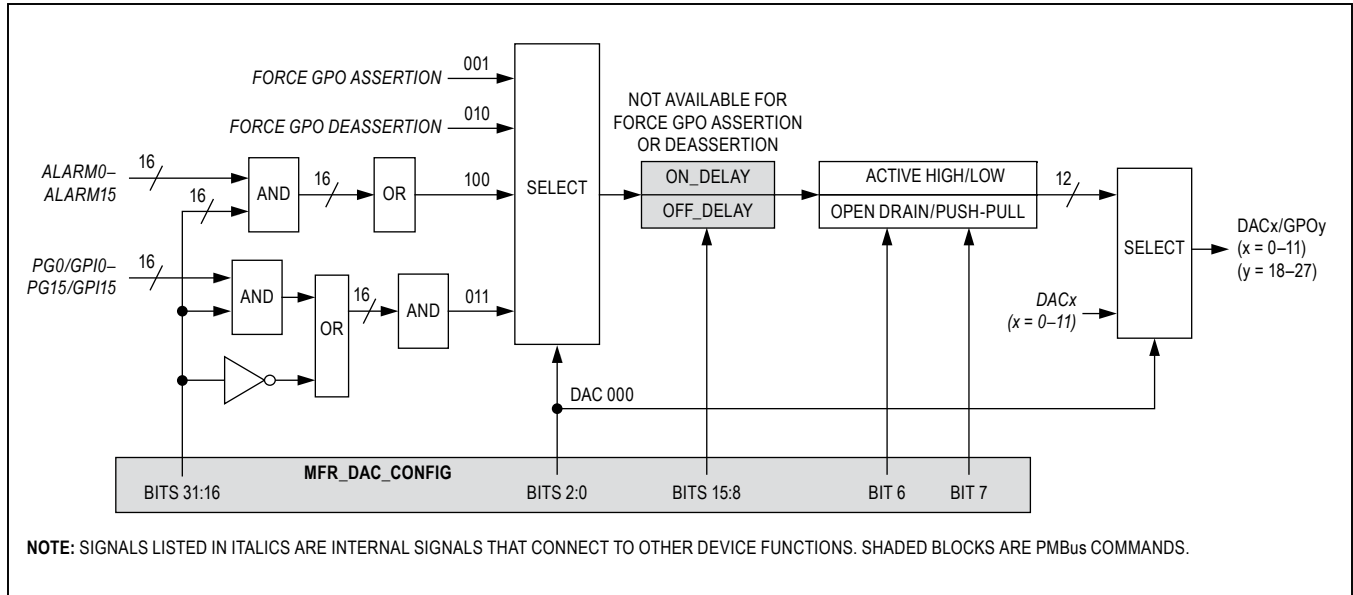 FORCE GPO ASSERTION
001
FORCE GPO DEASSERTION
010
NOT AVAILABLE FOR
FORCE GPO ASSERTION
OR DEASSERTION
ALARM0–
ALARM15
16
16
AND
16
OR
100
SELECT
ON_DELAY
OFF_DELAY
ACTIVE HIGH/LOW
OPEN DRAIN/PUSH-PULL
12
SELECT
DACx/GPOy
(x = 0–11)
(y = 18–27)
PG0/GPI0–
PG15/GPI15
16
AND
OR
16
AND
011
DACx
(x = 0–11)
DAC 000
MFR_DAC_CONFIG
BITS 31:16
BITS 2:0
BITS 15:8
BIT 6
BIT 7
NOTE: SIGNALS LISTED IN ITALICS ARE INTERNAL SIGNALS THAT CONNECT TO OTHER DEVICE FUNCTIONS. SHADED BLOCKS ARE PMBus COMMANDS.